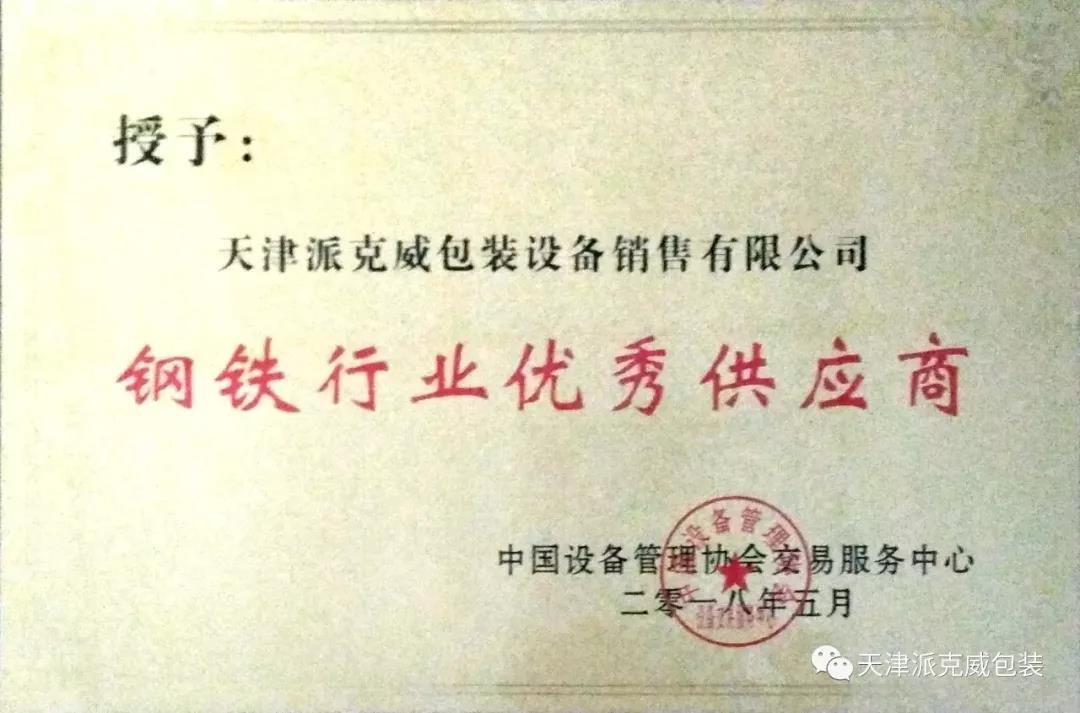 授予：
天津派克威包装设备销售有限公司
钢铁行业优秀供应商
中国设备管理协会交易服务中心
二零一八年五月
天津派克威包装